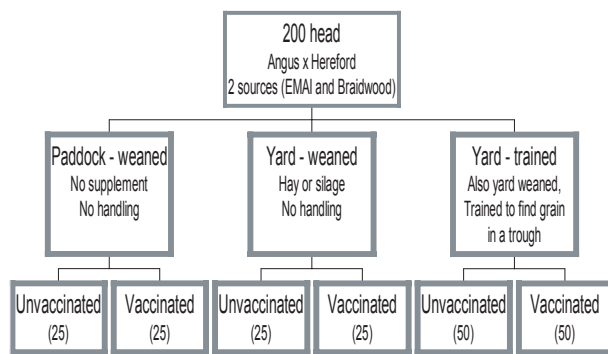 200 head
Angus x Hereford
2 sources (EMAI and Braidwood)
Paddock - weaned
No supplement
No handling
Yard - weaned
Hay or silage
No handling
Yard - trained
Also yard weaned,
Trained to find grain
in a trough
Unvaccinated
(25)
Vaccinated
(25)
Unvaccinated
(25)
Vaccinated
(25)
Unvaccinated
(50)
Vaccinated
(50)